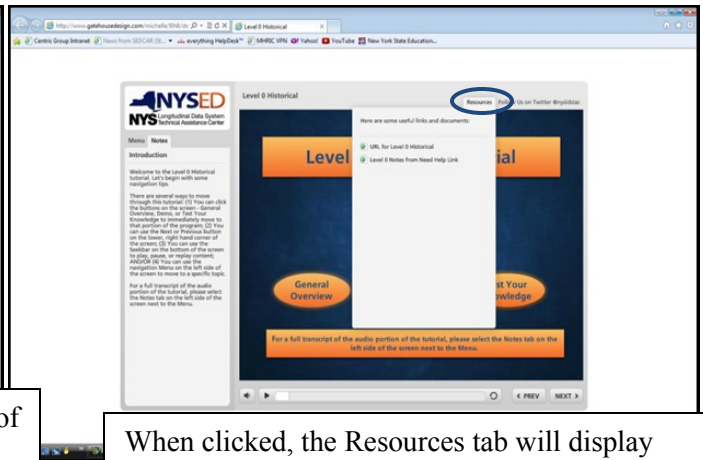 http://www.gatehousedesign.com/michelle/
Level 0 Historical
Centris Group Intranet
News from SEDCAR (St...
everything HelpDesk™
MHRIC VPN
Yahoo!
YouTube
New York State Education...
NYSED
NYS Longitudinal Data System
Technical Assistance Center
Level 0 Historical
Resources
Follow Us on Twitter @nysldstac
Menu
Notes
Introduction
Welcome to the Level 0 Historical
tutorial. Let's begin with some
navigation tips.
There are several ways to move
through this tutorial: (1) You can click
the buttons on the screen - General
Overview, Demo, or Test Your
Knowledge to immediately move to
that portion of the program; (2) You
can use the Next or Previous button
on the lower, right hand corner of
the screen; (3) You can use the
Seekbar on the bottom of the screen
to play, pause, or replay content;
AND/OR (4) You can use the
navigation Menu on the left side of
the screen to move to a specific topic.
For a full transcript of the audio
portion of the tutorial, please select
the Notes tab on the left side of the
screen next to the Menu.
Here are some useful links and documents:
URL for Level 0 Historical
Level 0 Notes from Need Help Link
Level
ial
General
Overview
st Your
owledge
For a full transcript of the audio portion of the tutorial, please select the Notes tab on the
left side of the screen next to the Menu.
< PREV
NEXT >
of
When clicked, the Resources tab will display